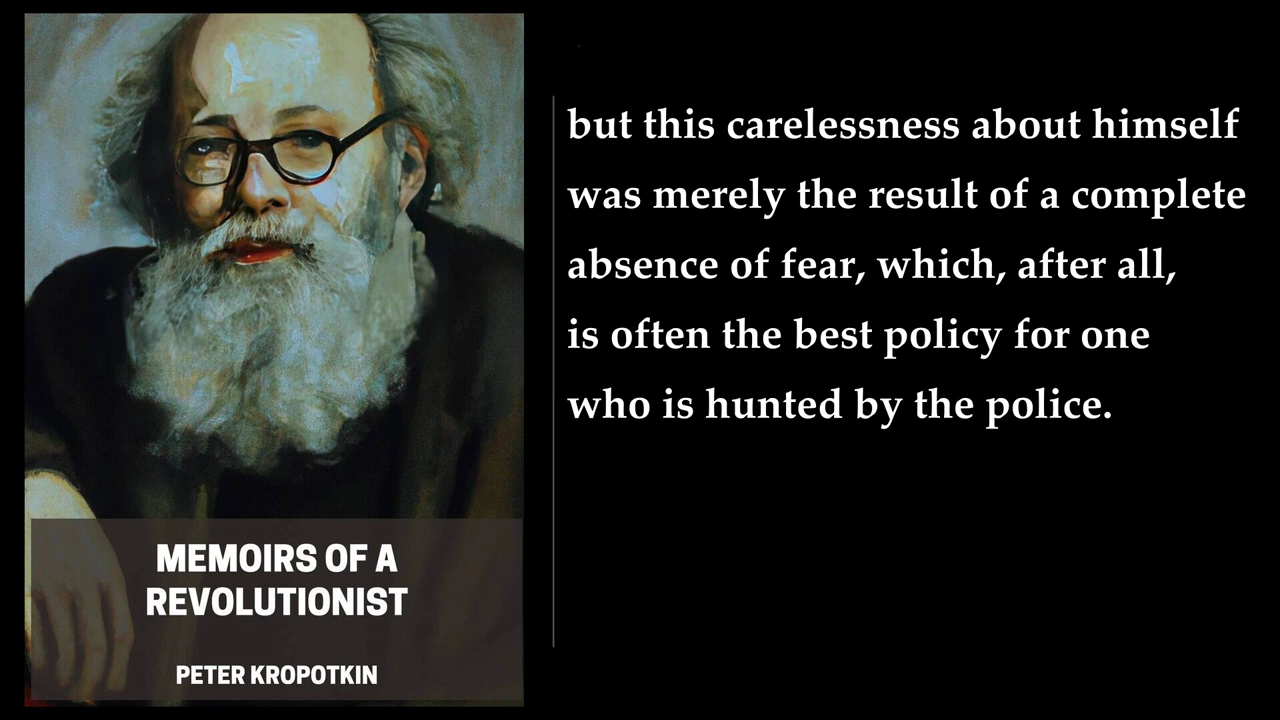 but this carelessness about himself
was merely the result of a complete
absence of fear, which, after all,
is often the best policy for one
who is hunted by the police.
MEMOIRS OF A
REVOLUTIONIST
PETER KROPOTKIN